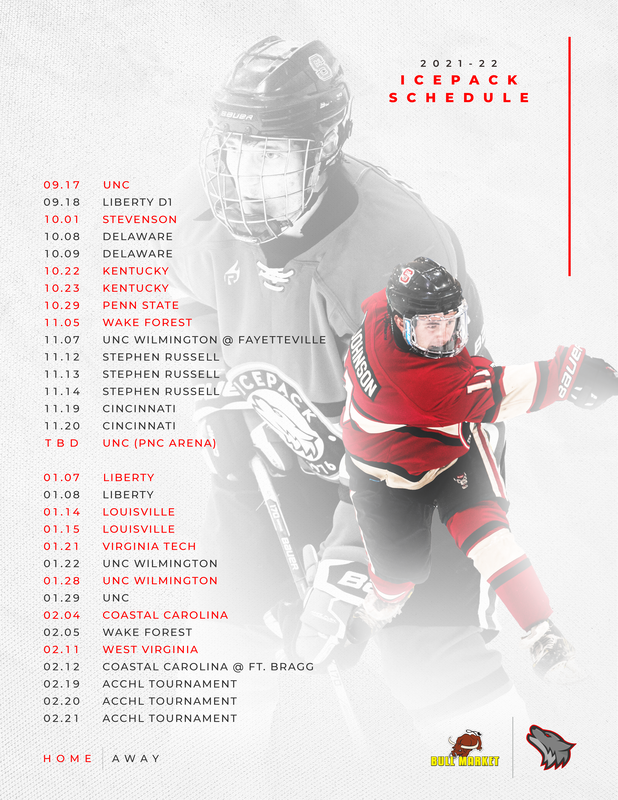 2021-22
ICEPACK
SCHEDULE
09.17 UNC
09.18 LIBERTY D1
10.01 STEVENSON
10.08 DELAWARE
10.09 DELAWARE
10.22 KENTUCKY
10.23 KENTUCKY
10.29 PENN STATE
11.05 WAKE FOREST
11.07 UNC WILMINGTON @ FAYETTEVILLE
11.12 STEPHEN RUSSELL
11.13 STEPHEN RUSSELL
11.14 STEPHEN RUSSELL
11.19 CINCINNATI
11.20 CINCINNATI
TBD UNC (PNC ARENA)
01.07 LIBERTY
01.08 LIBERTY
01.14 LOUISVILLE
01.15 LOUISVILLE
01.21 VIRGINIA TECH
01.22 UNC WILMINGTON
01.28 UNC WILMINGTON
01.29 UNC
02.04 COASTAL CAROLINA
02.05 WAKE FOREST
02.11 WEST VIRGINIA
02.12 COASTAL CAROLINA @ FT. BRAGG
02.19 ACCHL TOURNAMENT
02.20 ACCHL TOURNAMENT
02.21 ACCHL TOURNAMENT
HOME AWAY
BULL MARKET
BAUER
JOHNSON
11
S
ICEPACK
BAUER
BAUER